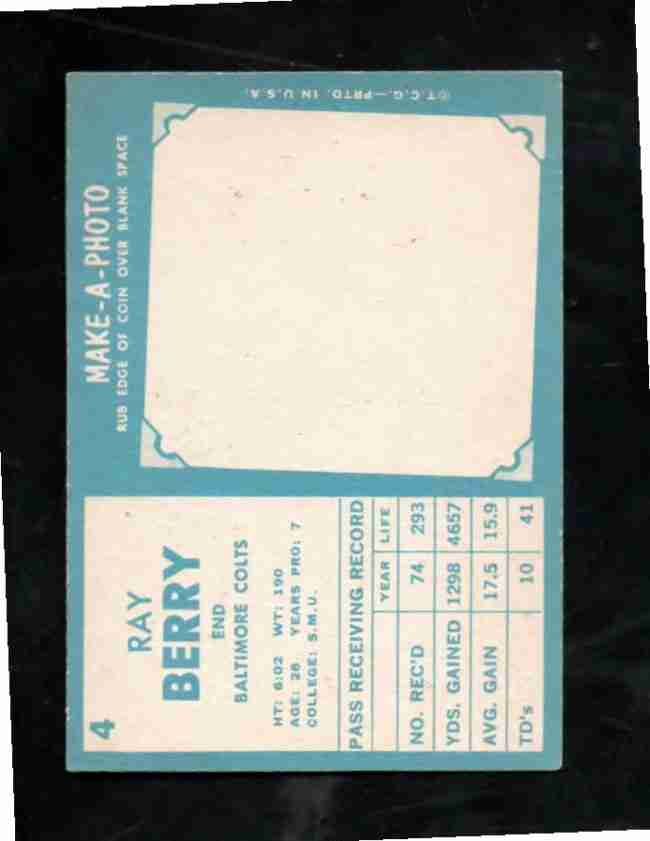 4
RAY
BERRY
END
BALTIMORE COLTS
HT: 6:02 WT: 190
AGE: 28 YEARS PRO: 7
COLLEGE: S.M.U.
PASS RECEIVING RECORD
YEAR LIFE
NO. REC'D 74 293
YDS. GAINED 1298 4657
AVG. GAIN 17.5 15.9
TD's 10 41
MAKE-A-PHOTO
RUB EDGE OF COIN OVER BLANK SPACE
©T.C.G.—PRTD. IN U.S.A.